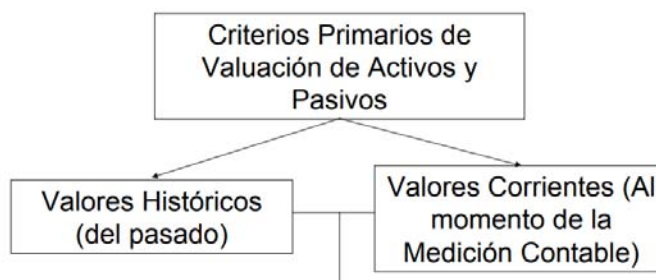 Criterios Primarios de
Valuación de Activos y
Pasivos
Valores Históricos
(del pasado)
Valores Corrientes (Al
momento de la
Medición Contable)